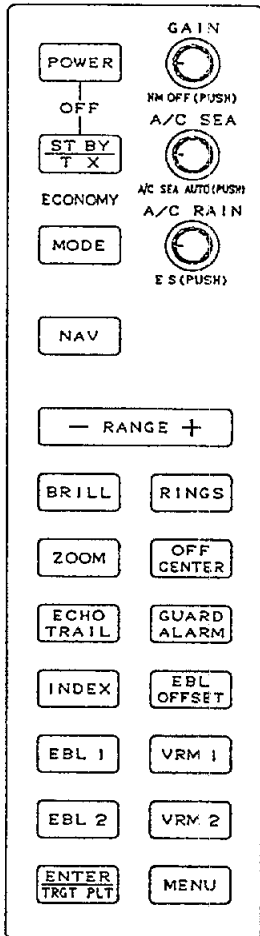 GAIN
POWER
HM OFF (PUSH)
OFF
A/C SEA
ST BY
T X
A/C SEA AUTO (PUSH)
ECONOMY
A/C RAIN
MODE
E S (PUSH)
NAV
− RANGE +
BRILL RINGS
ZOOM OFF CENTER
ECHO TRAIL GUARD ALARM
INDEX EBL OFFSET
EBL 1 VRM 1
EBL 2 VRM 2
ENTER
TRGT PLT
MENU